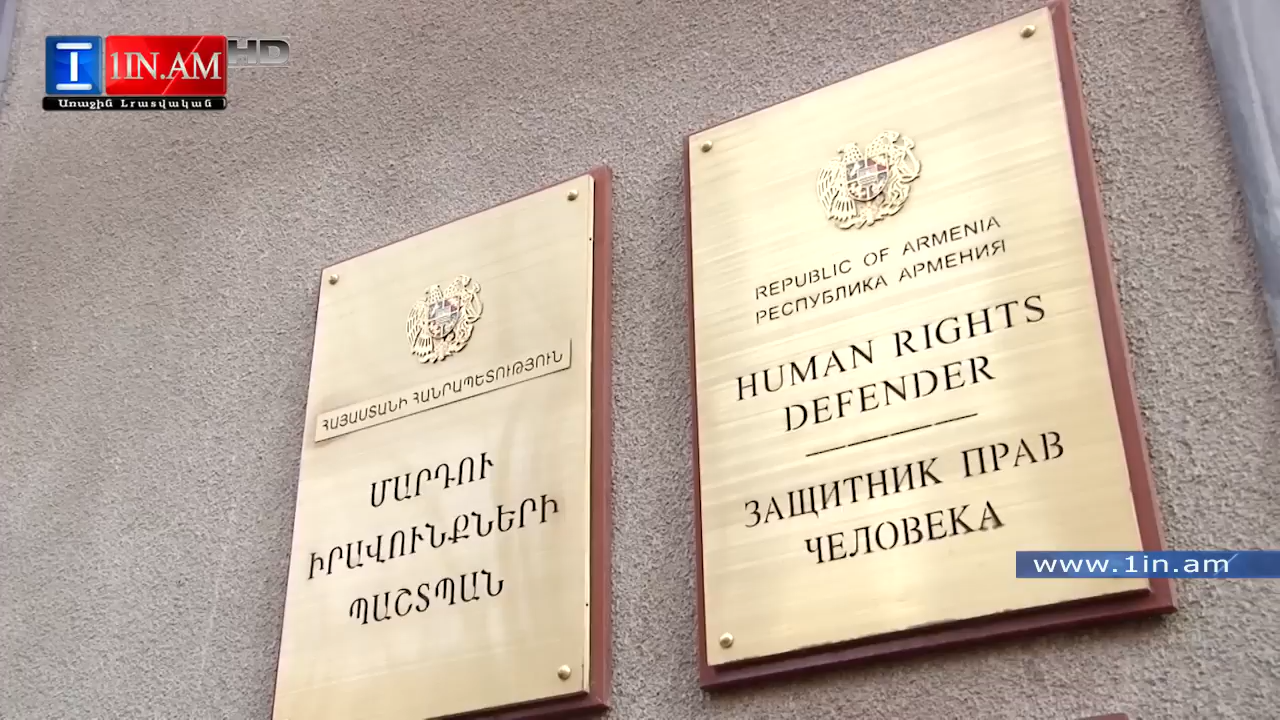 1IN.AM HD
Առաջին Լրատվական
ՀԱՅԱՍՏԱՆԻ ՀԱՆՐԱՊԵՏՈՒԹՅՈՒՆ
ՄԱՐԴՈՒ
ԻՐԱՎՈՒՆՔՆԵՐԻ
ՊԱՇՏՊԱՆ
REPUBLIC OF ARMENIA
РЕСПУБЛИКА АРМЕНИЯ
HUMAN RIGHTS
DEFENDER
ЗАЩИТНИК ПРАВ
ЧЕЛОВЕКА
www.1in.am